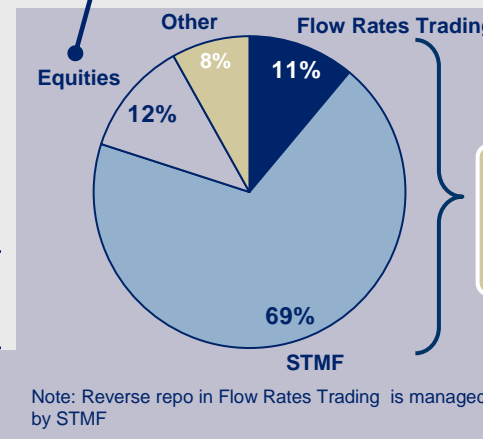 Other
Flow Rates Trading
8%
11%
Equities
12%
69%
STMF
Note: Reverse repo in Flow Rates Trading is managed
by STMF